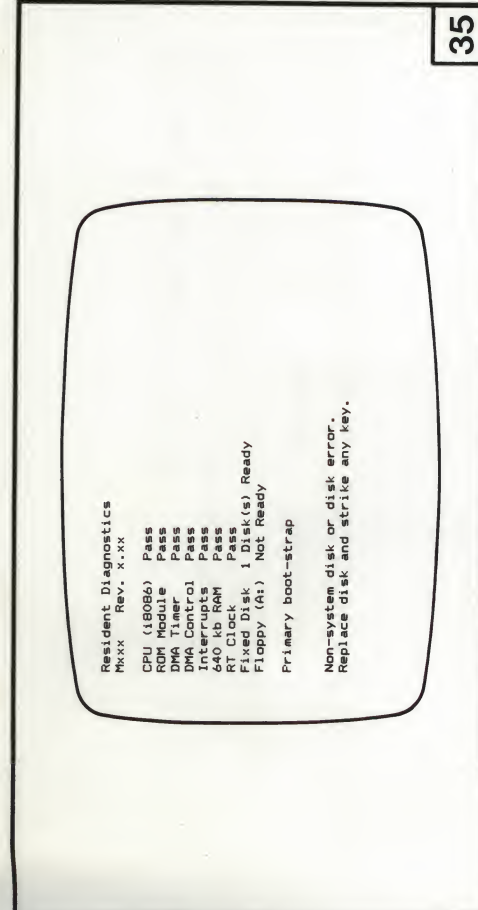 Resident Diagnostics
Mxxx Rev. x.xx
CPU (i8086) Pass
ROM Module Pass
DMA Timer Pass
DMA Control Pass
Interrupts Pass
640 kb RAM Pass
RT Clock Pass
Fixed Disk 1 Disk(s) Ready
Floppy (A:) Not Ready
Primary boot-strap
Non-system disk or disk error.
Replace disk and strike any key.
35